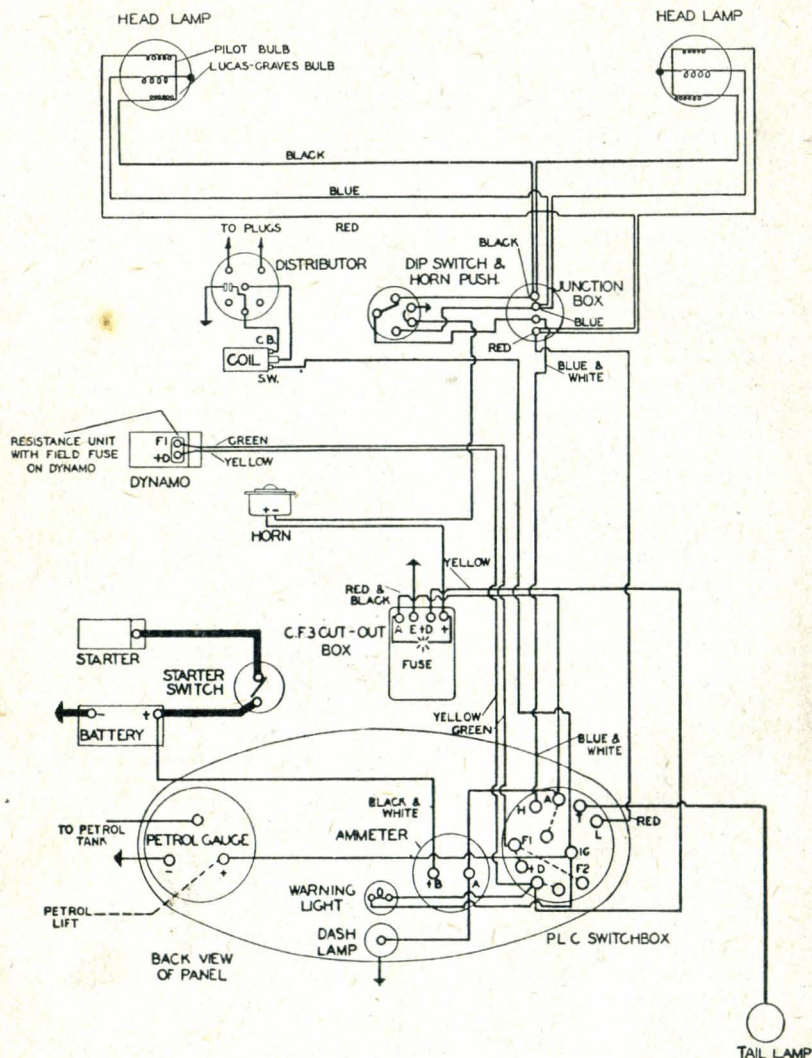 HEAD LAMP
HEAD LAMP
PILOT BULB
LUCAS-GRAVES BULB
BLACK
BLUE
RED
TO PLUGS
DISTRIBUTOR
DIP SWITCH &
HORN PUSH.
BLACK
JUNCTION
BOX
BLUE
RED
BLUE &
WHITE
C.B.
COIL
S.W.
RESISTANCE UNIT
WITH FIELD FUSE
ON DYNAMO
F1
+D
GREEN
YELLOW
DYNAMO
+ -
HORN
YELLOW
RED &
BLACK
A E +D +
C.F.3 CUT-OUT
BOX
FUSE
STARTER
STARTER
SWITCH
- +
BATTERY
YELLOW
GREEN
BLUE &
WHITE
BLACK &
WHITE
H A T
L
RED
TO PETROL
TANK
PETROL GAUGE
- +
AMMETER
F1
IG
+D
F2
+B A
PETROL
LIFT
WARNING
LIGHT
DASH
LAMP
BACK VIEW
OF PANEL
P L C SWITCHBOX
TAIL LAMP